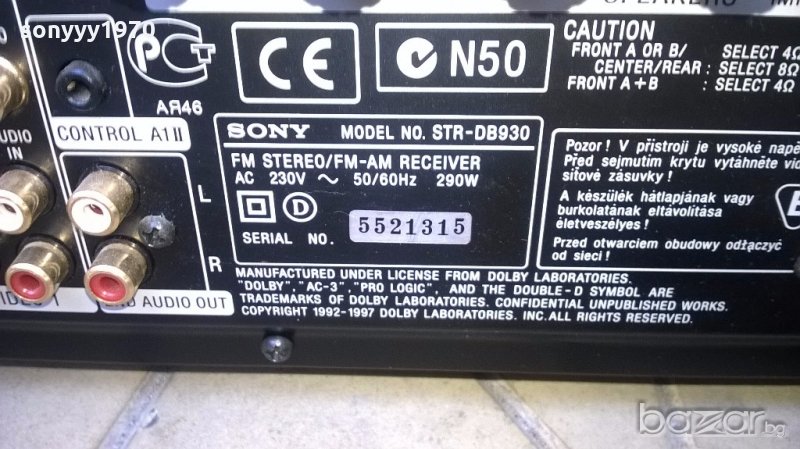 sonyyy1970
SPEAKERS
CAUTION
FRONT A OR B/ SELECT 4Ω
CENTER/REAR : SELECT 8Ω
FRONT A+B : SELECT 4Ω
PCT
АЯ46
CE
N50
CONTROL A1 II
AUDIO
IN
L
R
AUDIO OUT
SONY MODEL NO. STR-DB930
FM STEREO/FM-AM RECEIVER
AC 230V ~ 50/60Hz 290W
D
SERIAL NO. 5521315
MANUFACTURED UNDER LICENSE FROM DOLBY LABORATORIES.
"DOLBY", "AC-3", "PRO LOGIC", AND THE DOUBLE-D SYMBOL ARE
TRADEMARKS OF DOLBY LABORATORIES. CONFIDENTIAL UNPUBLISHED WORKS.
COPYRIGHT 1992-1997 DOLBY LABORATORIES. INC.ALL RIGHTS RESERVED.
Pozor! V přístroji je vysoké napě
Před sejmutím krytu vytáhněte vid
síťové zásuvky!
A készülék hátlapjának vagy
burkolatának eltávolítása
életveszélyes!
Przed otwarciem obudowy odłączyć
od sieci!
bazar.bg